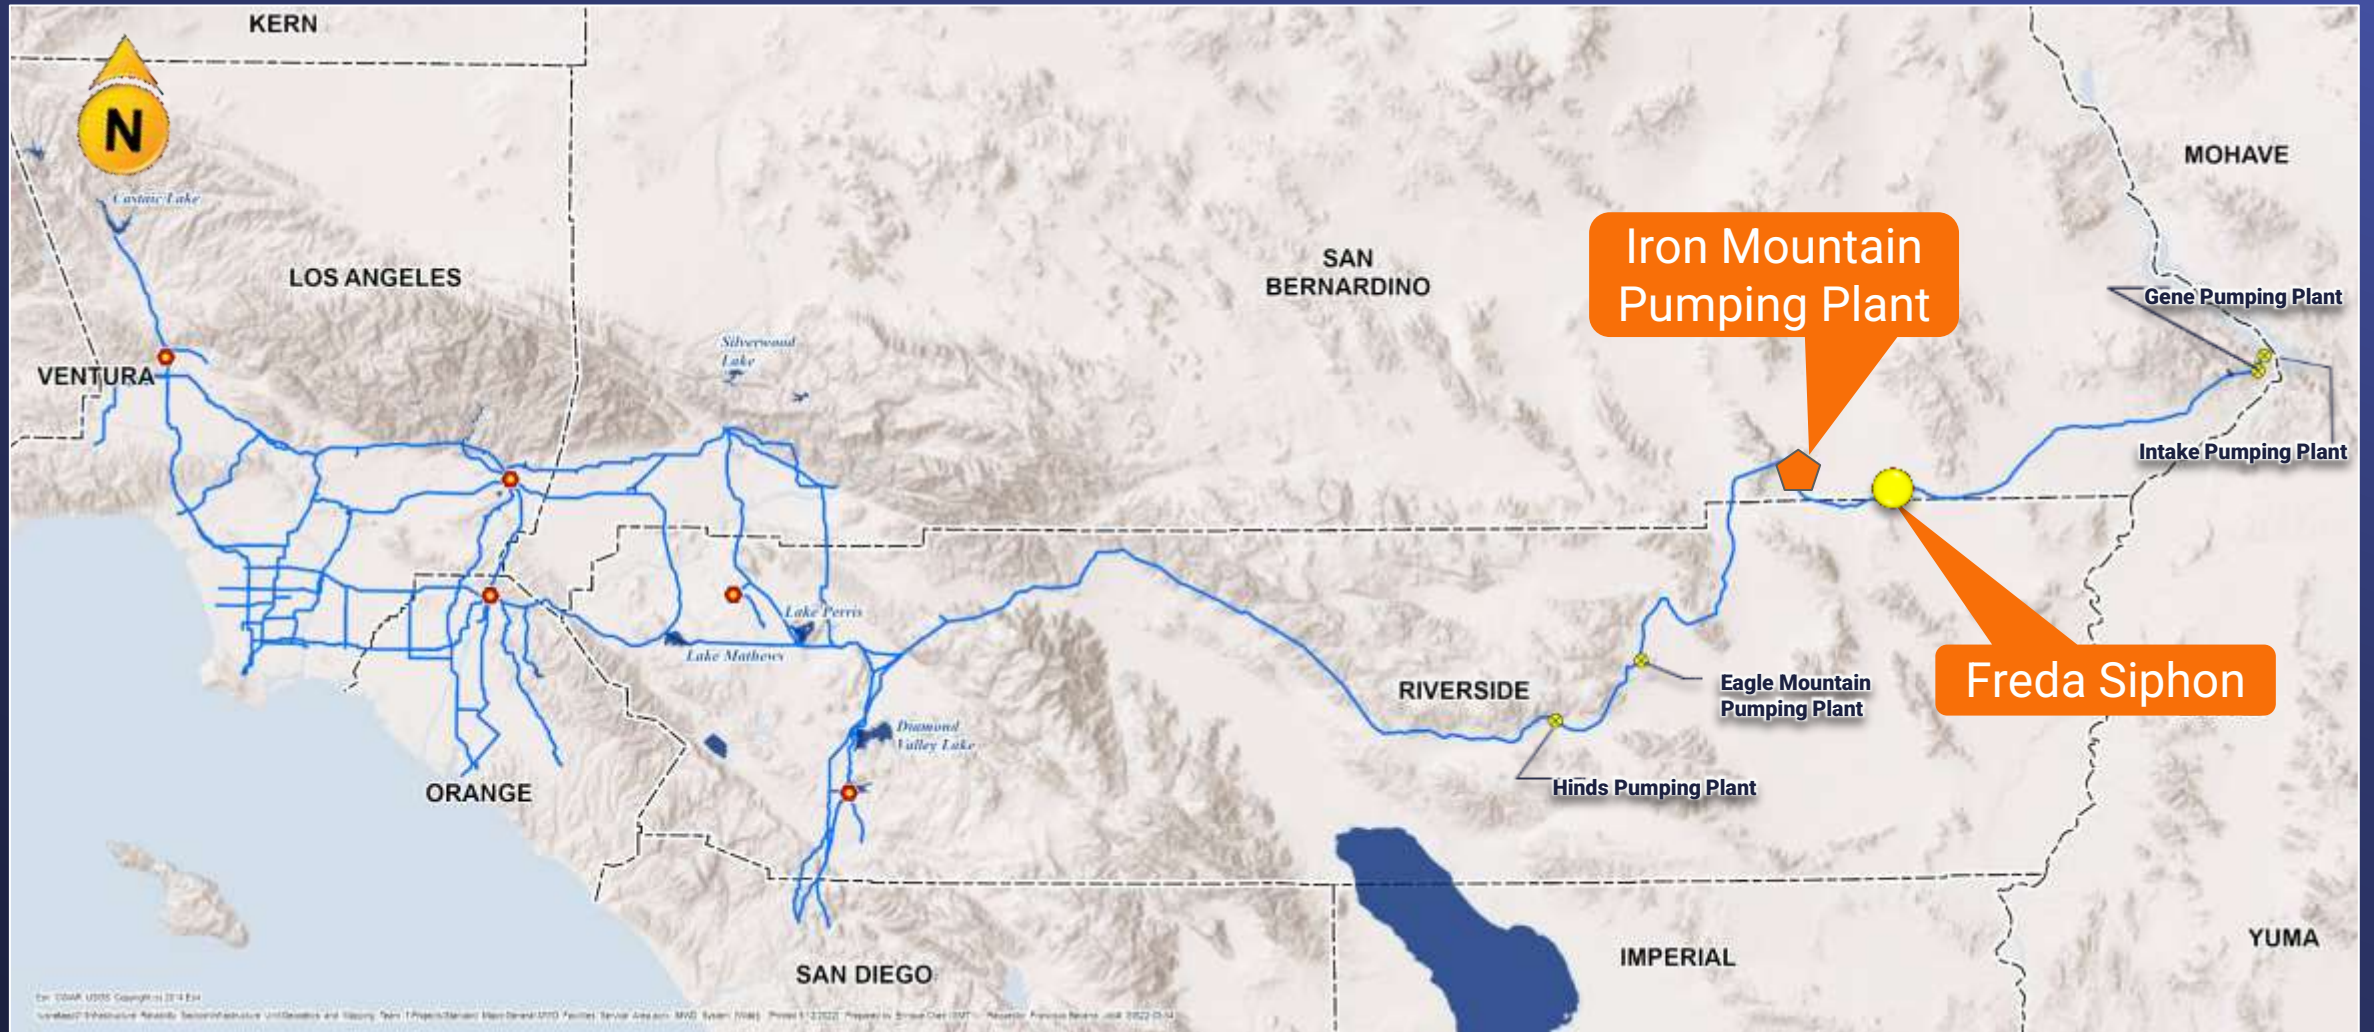 KERN
N
MOHAVE
Castaic Lake
LOS ANGELES
SAN
BERNARDINO
Iron Mountain
Pumping Plant
Gene Pumping Plant
Silverwood
Lake
VENTURA
Intake Pumping Plant
Lake Perris
Lake Mathews
RIVERSIDE
Eagle Mountain
Pumping Plant
Freda Siphon
Diamond
Valley Lake
Hinds Pumping Plant
ORANGE
YUMA
IMPERIAL
SAN DIEGO